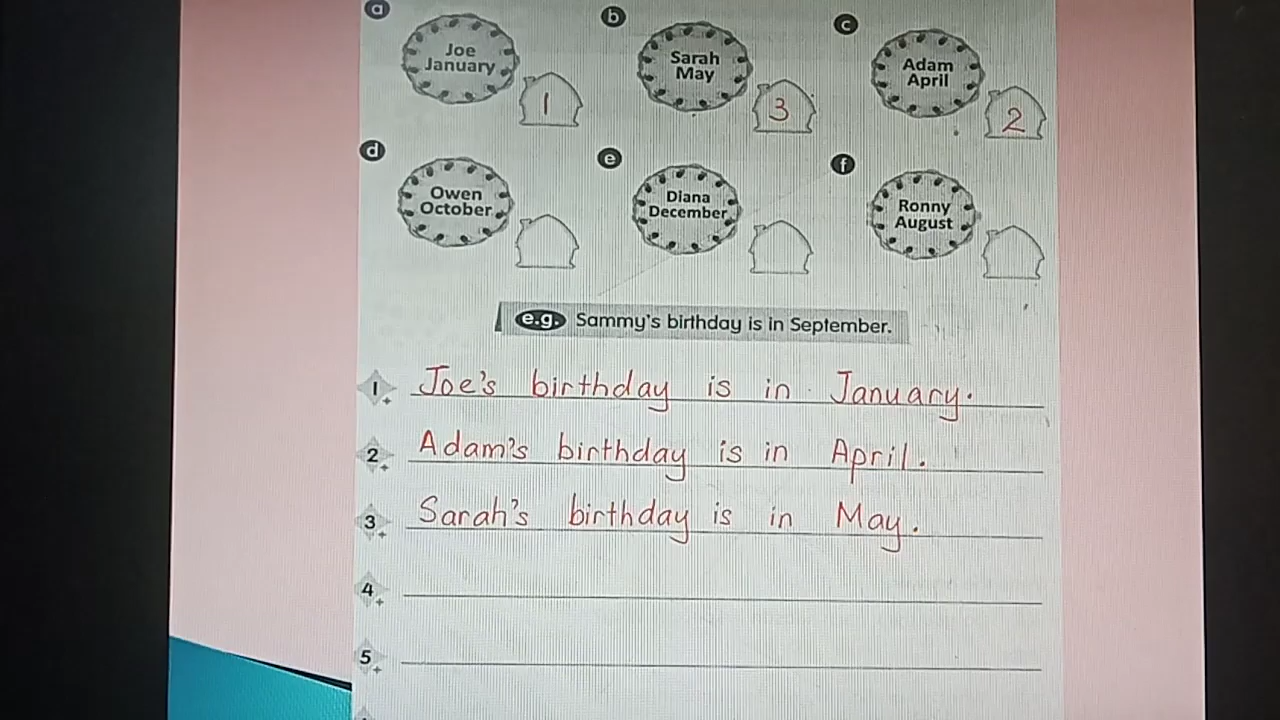 a b c
Joe Sarah Adam
January May April
1 3 2
d e f
Owen Diana Ronny
October December August
e.g. Sammy's birthday is in September.
1 Joe's birthday is in January.
2 Adam's birthday is in April.
3 Sarah's birthday is in May.
4
5